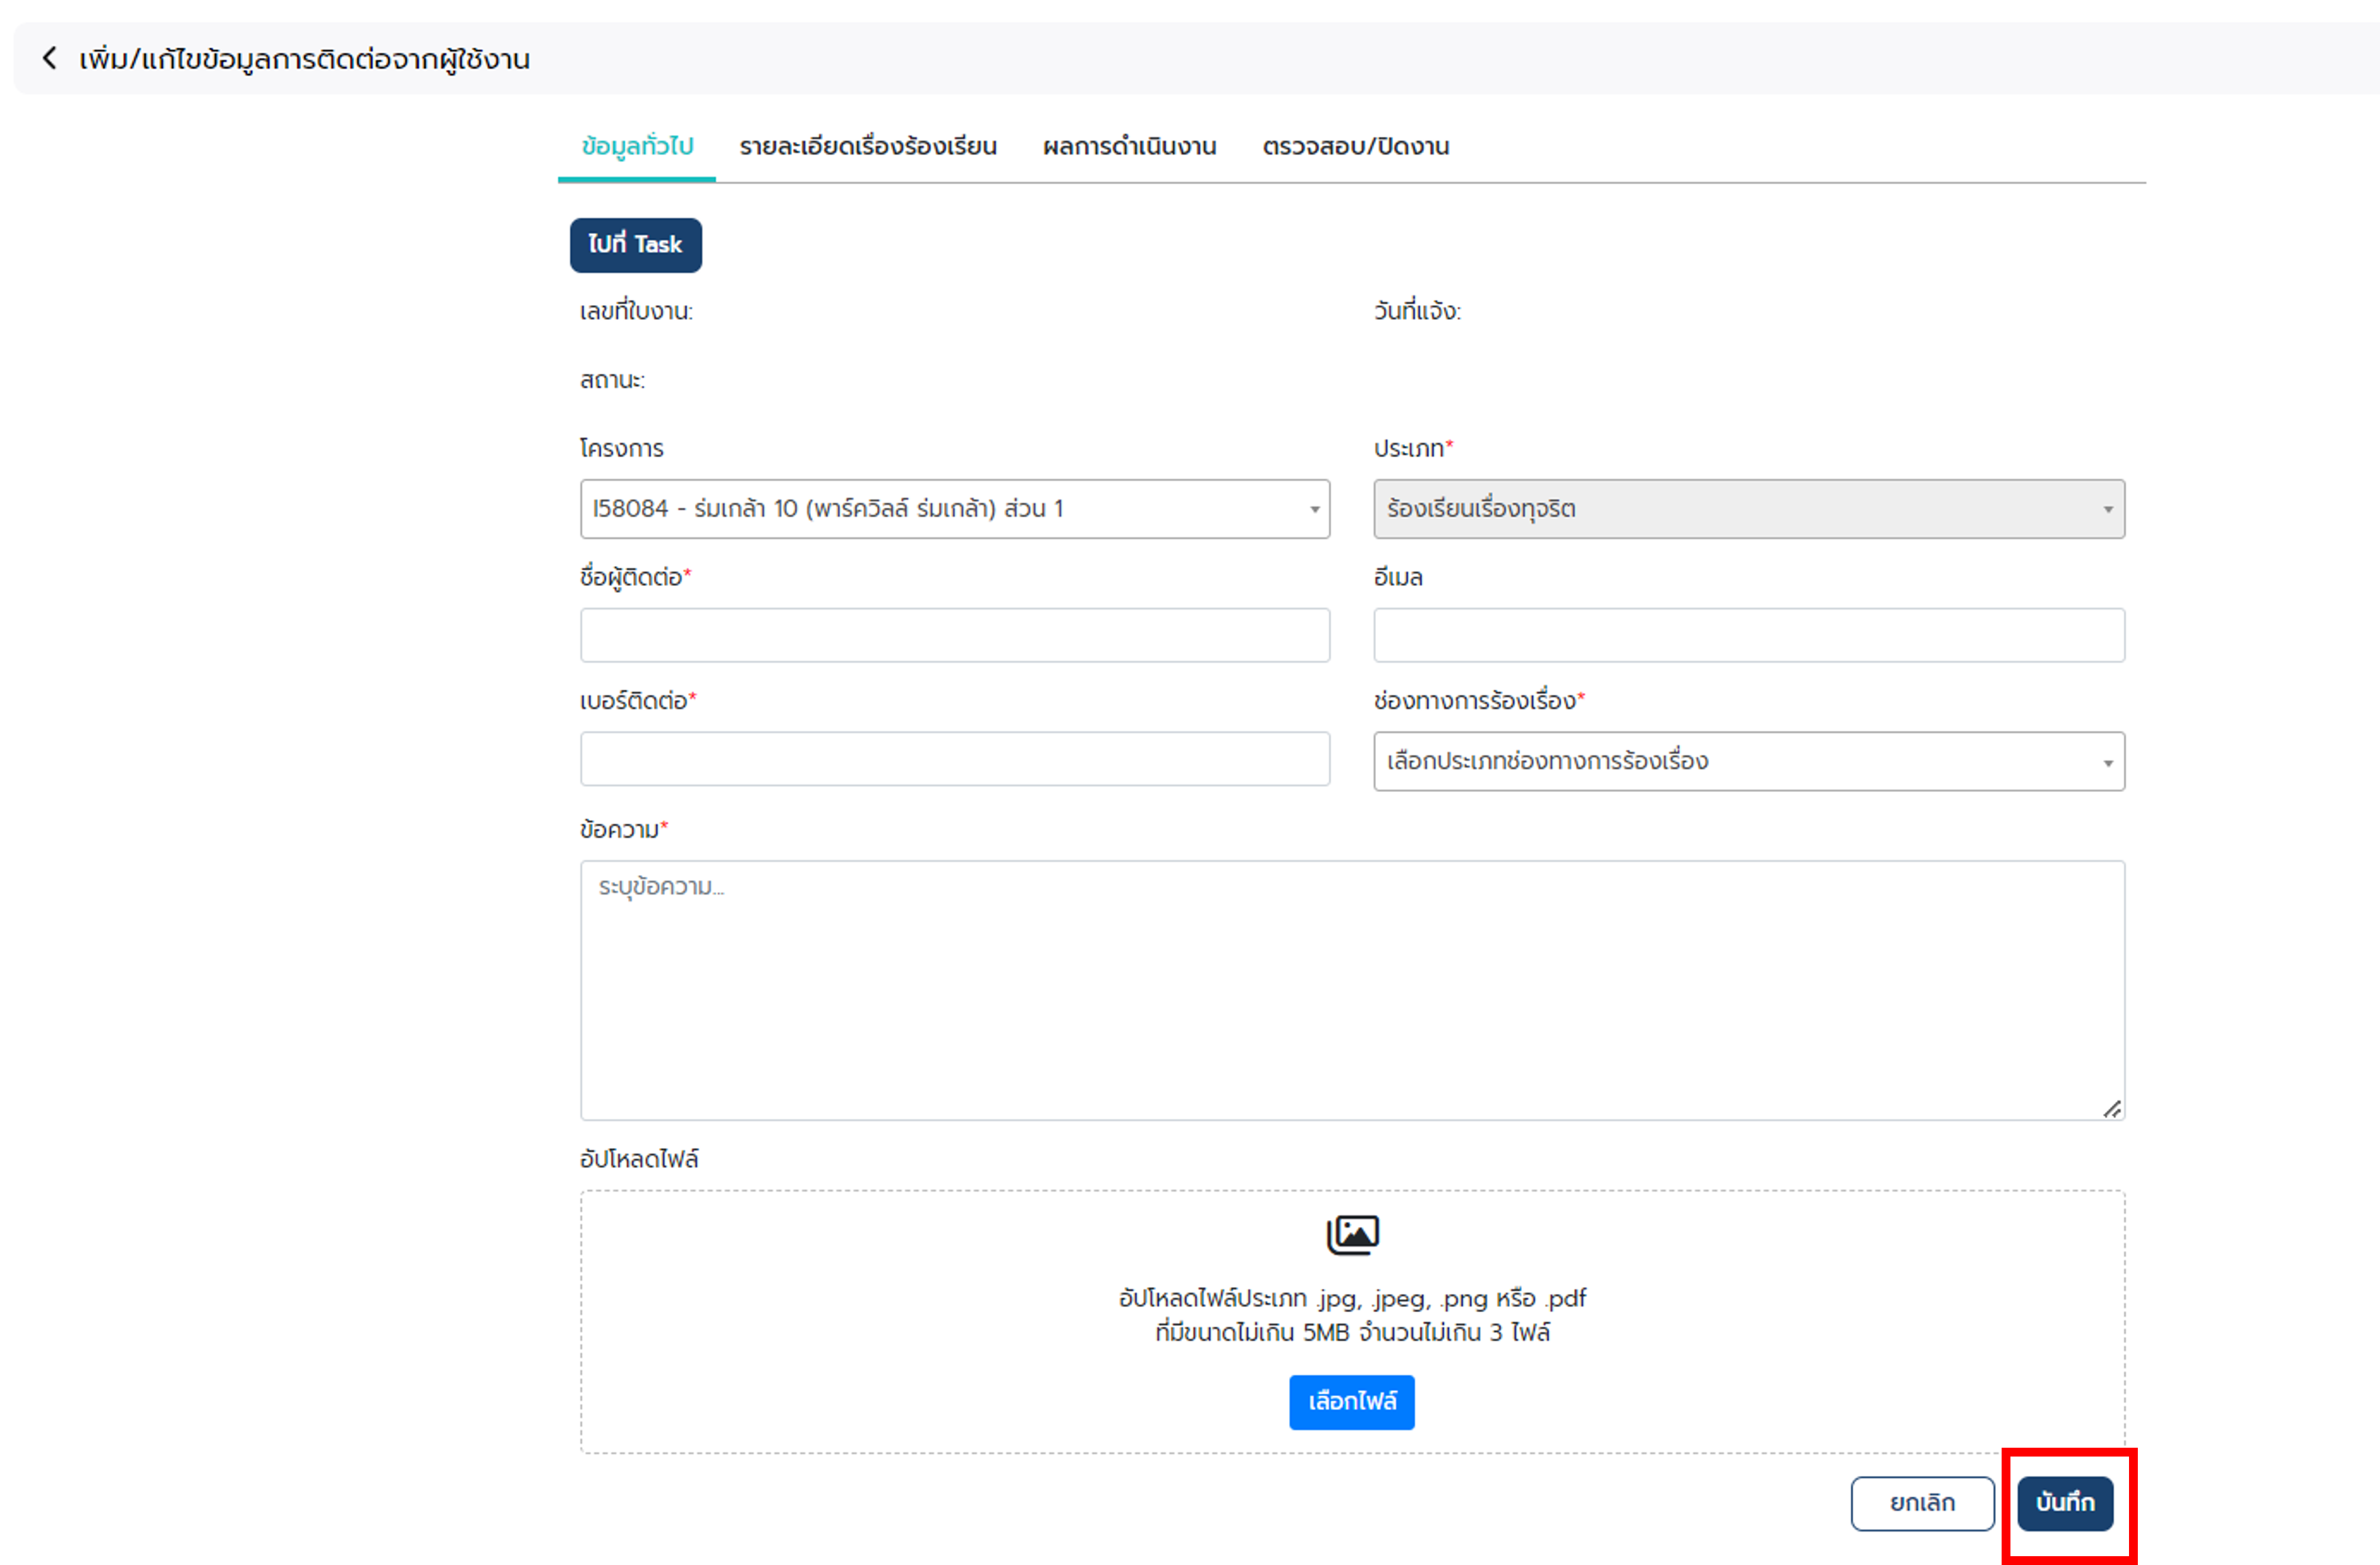 เพิ่ม/แก้ไขข้อมูลการติดต่อจากผู้ใช้งาน
ข้อมูลทั่วไป รายละเอียดเรื่องร้องเรียน ผลการดำเนินงาน ตรวจสอบ/ปิดงาน
ไปที่ Task
เลขที่ใบงาน: วันที่แจ้ง:
สถานะ:
โครงการ ประเภท*
I58084 - ร่มเกล้า 10 (พาร์ควิลล์ ร่มเกล้า) ส่วน 1 ร้องเรียนเรื่องทุจริต
ชื่อผู้ติดต่อ* อีเมล
เบอร์ติดต่อ* ช่องทางการร้องเรื่อง*
เลือกประเภทช่องทางการร้องเรื่อง
ข้อความ*
ระบุข้อความ...
อัปโหลดไฟล์
อัปโหลดไฟล์ประเภท .jpg, .jpeg, .png หรือ .pdf
ที่มีขนาดไม่เกิน 5MB จำนวนไม่เกิน 3 ไฟล์
เลือกไฟล์
ยกเลิก บันทึก